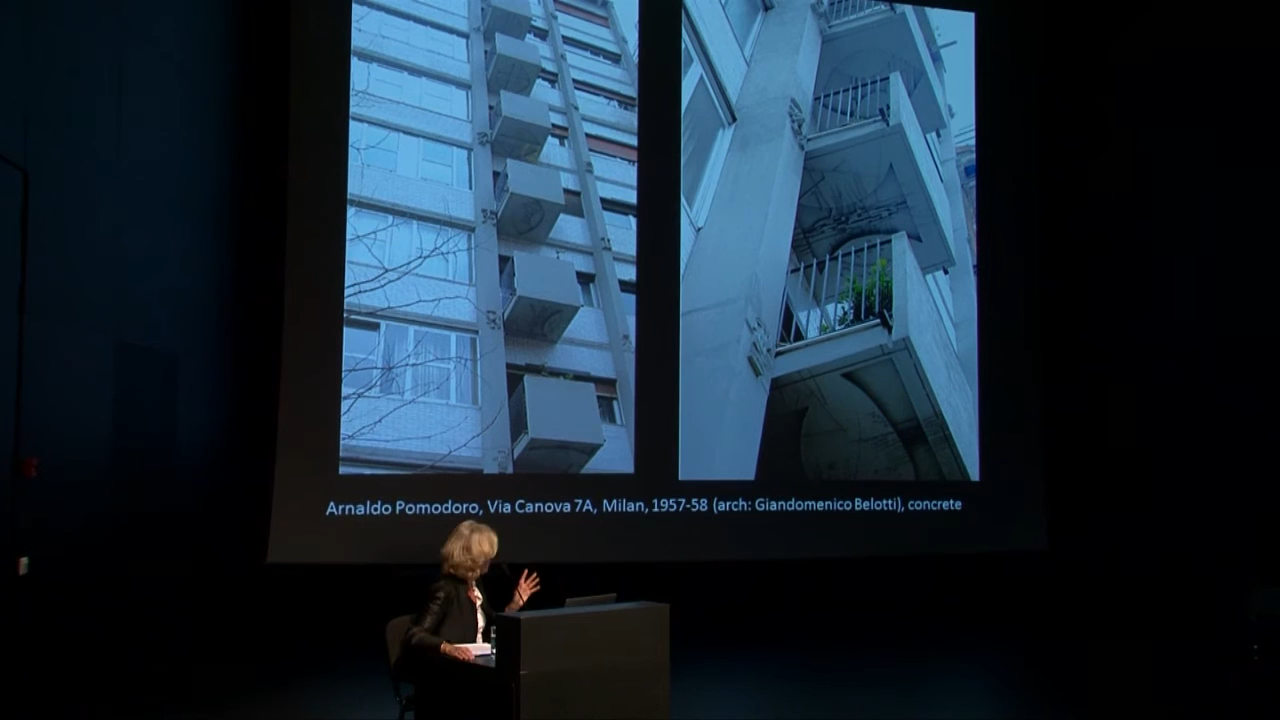 Arnaldo Pomodoro, Via Canova 7A, Milan, 1957-58 (arch: Giandomenico Belotti), concrete